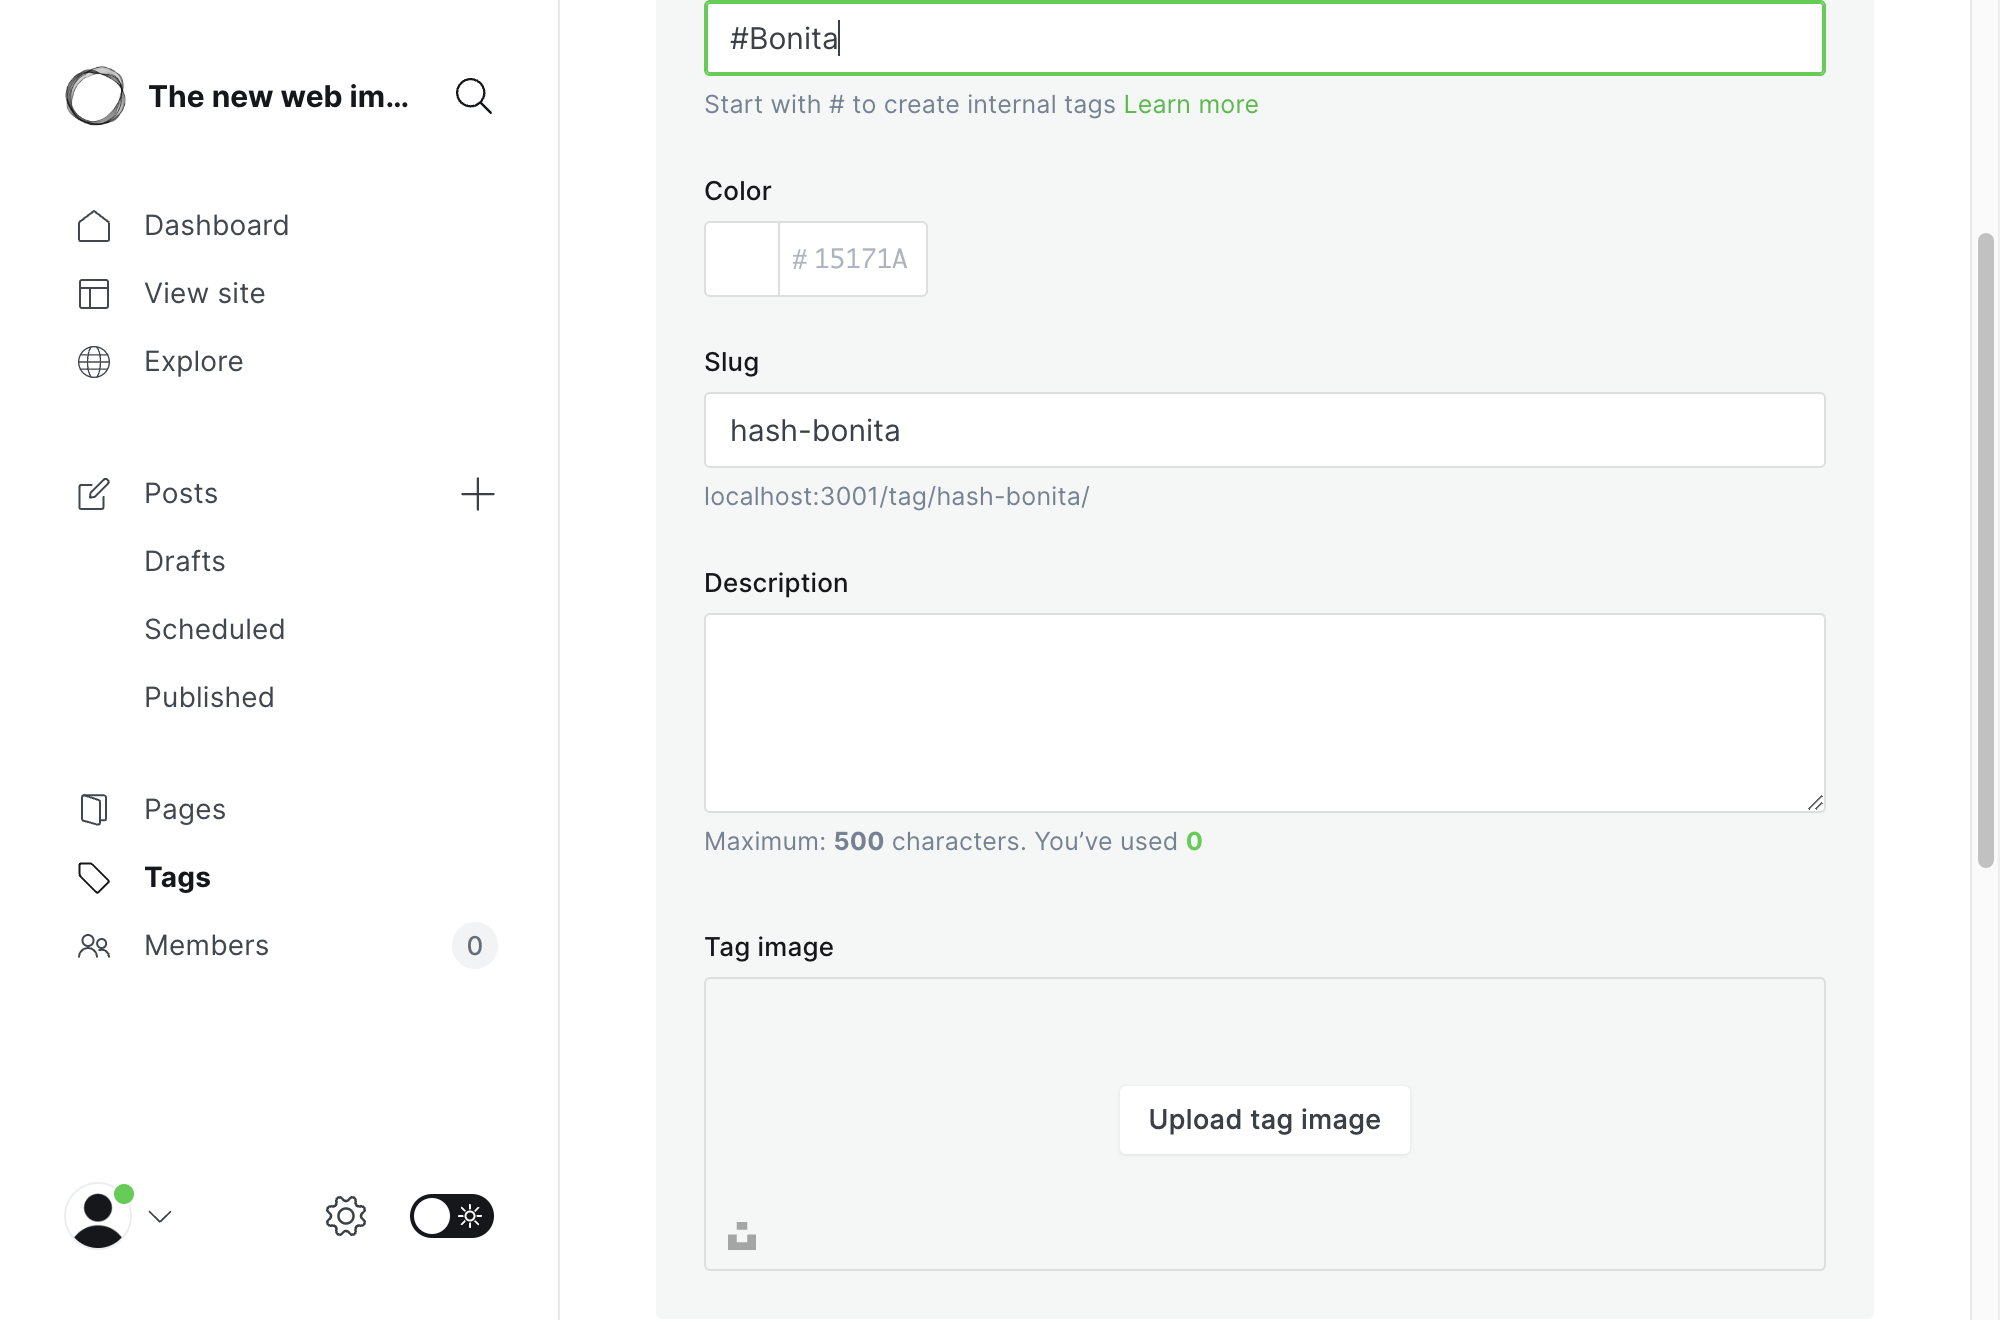 The new web im...
Dashboard
View site
Explore
Posts
Drafts
Scheduled
Published
Pages
Tags
Members
0
#Bonita
Start with # to create internal tags Learn more
Color
# 15171A
Slug
hash-bonita
localhost:3001/tag/hash-bonita/
Description
Maximum: 500 characters. You’ve used 0
Tag image
Upload tag image